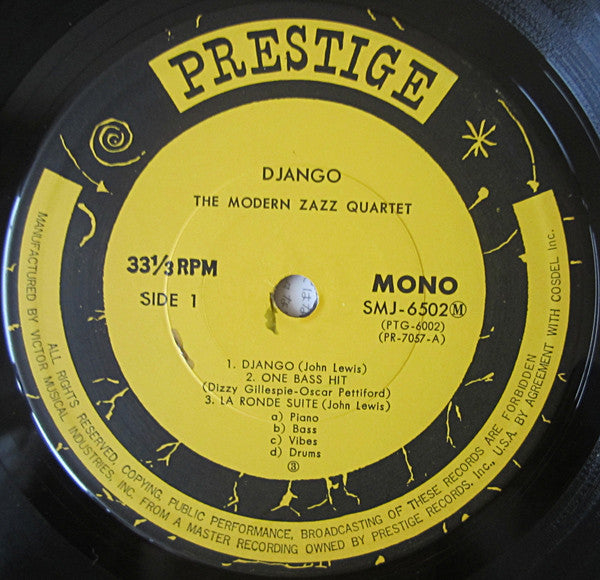 PRESTIGE
DJANGO
THE MODERN ZAZZ QUARTET
33⅓ RPM
SIDE 1
MONO
SMJ-6502Ⓜ
(PTG-6002)
(PR-7057-A)
1. DJANGO (John Lewis)
2. ONE BASS HIT
(Dizzy Gillespie-Oscar Pettiford)
3. LA RONDE SUITE (John Lewis)
a) Piano
b) Bass
c) Vibes
d) Drums
③
ALL RIGHTS RESERVED, COPYING, PUBLIC PERFORMANCE, BROADCASTING OF THESE RECORDS ARE FORBIDDEN
MANUFACTURED BY VICTOR MUSICAL INDUSTRIES, INC. FROM A MASTER RECORDING OWNED BY PRESTIGE RECORDS, Inc., U.S.A. BY AGREEMENT WITH COSDEL Inc.